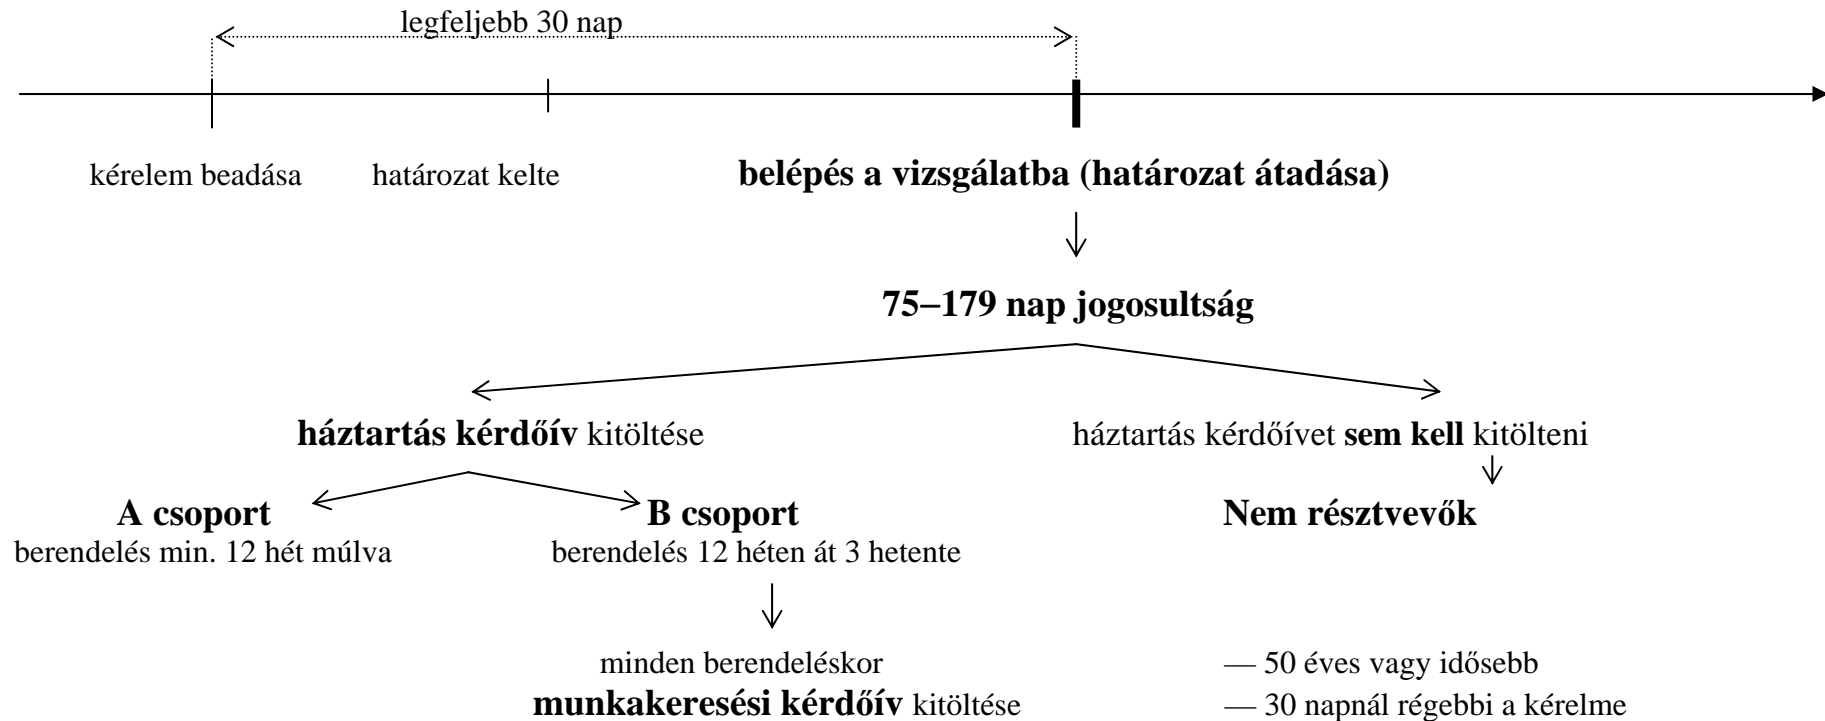 legfeljebb 30 nap
kérelem beadása
határozat kelte
belépés a vizsgálatba (határozat átadása)
75–179 nap jogosultság
háztartás kérdőív kitöltése
háztartás kérdőívet sem kell kitölteni
A csoport
berendelés min. 12 hét múlva
B csoport
berendelés 12 héten át 3 hetente
Nem résztvevők
minden berendeléskor
munkakeresési kérdőív kitöltése
— 50 éves vagy idősebb
— 30 napnál régebbi a kérelme